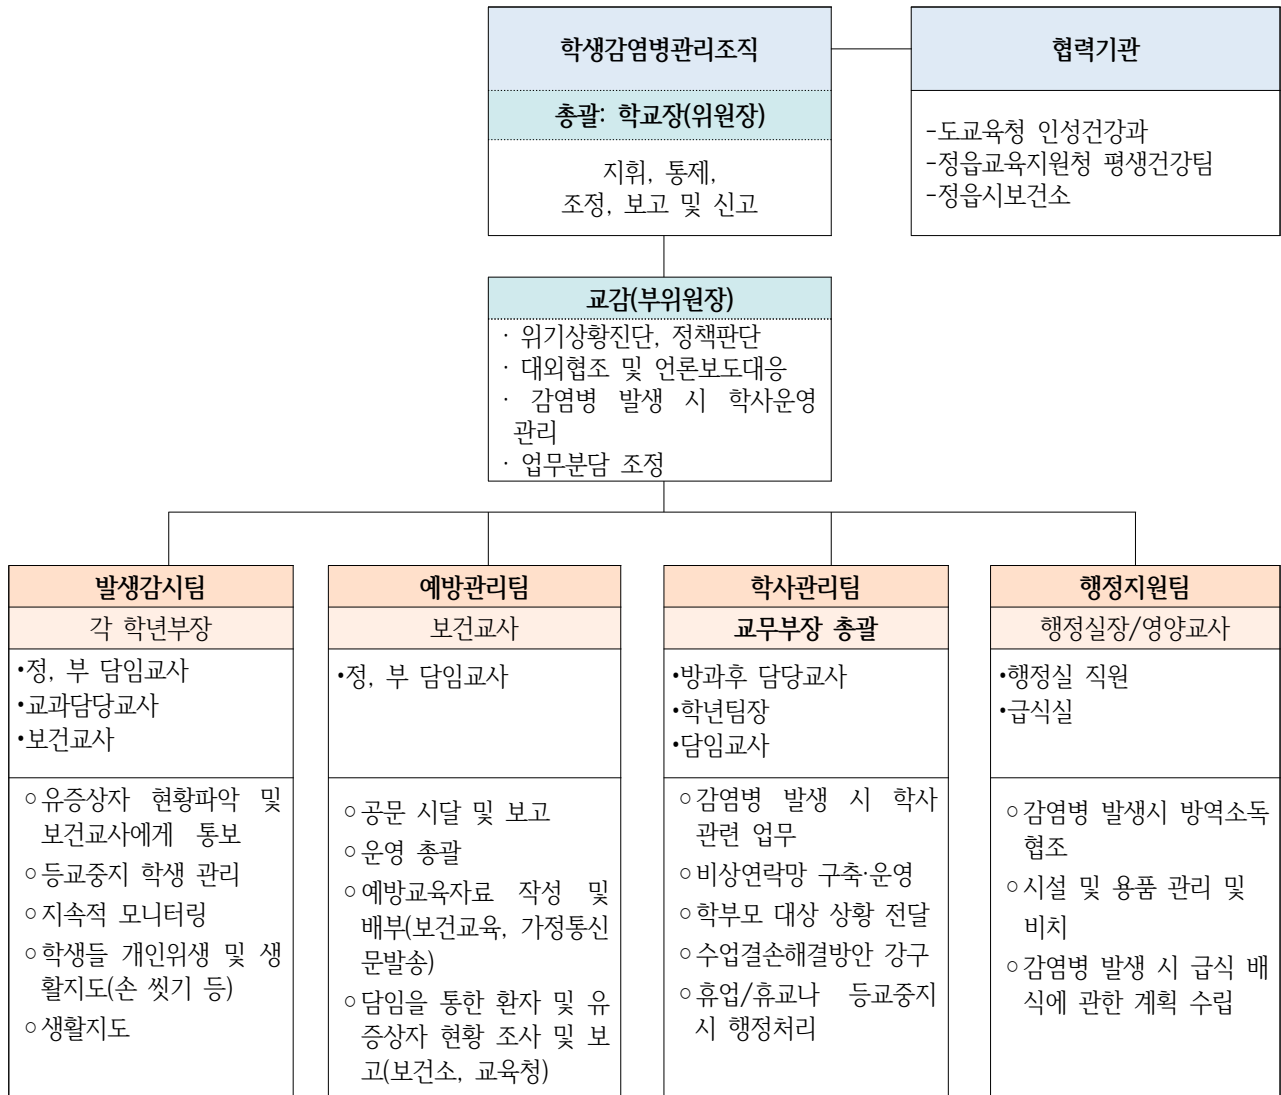 학생감염병관리조직
총괄: 학교장(위원장)
지휘, 통제,
조정, 보고 및 신고
협력기관
-도교육청 인성건강과
-정읍교육지원청 평생건강팀
-정읍시보건소
교감(부위원장)
· 위기상황진단, 정책판단
· 대외협조 및 언론보도대응
· 감염병 발생 시 학사운영
관리
· 업무분담 조정
발생감시팀
각 학년부장
•정, 부 담임교사
•교과담당교사
•보건교사
○유증상자 현황파악 및
보건교사에게 통보
○등교중지 학생 관리
○지속적 모니터링
○학생들 개인위생 및 생
활지도(손 씻기 등)
○생활지도
예방관리팀
보건교사
•정, 부 담임교사
○공문 시달 및 보고
○운영 총괄
○예방교육자료 작성 및
배부(보건교육, 가정통신
문발송)
○담임을 통한 환자 및 유
증상자 현황 조사 및 보
고(보건소, 교육청)
학사관리팀
교무부장 총괄
•방과후 담당교사
•학년팀장
•담임교사
○감염병 발생 시 학사
관련 업무
○비상연락망 구축·운영
○학부모 대상 상황 전달
○수업결손해결방안 강구
○휴업/휴교나 등교중지
시 행정처리
행정지원팀
행정실장/영양교사
•행정실 직원
•급식실
○감염병 발생시 방역소독
협조
○시설 및 용품 관리 및
비치
○감염병 발생 시 급식 배
식에 관한 계획 수립